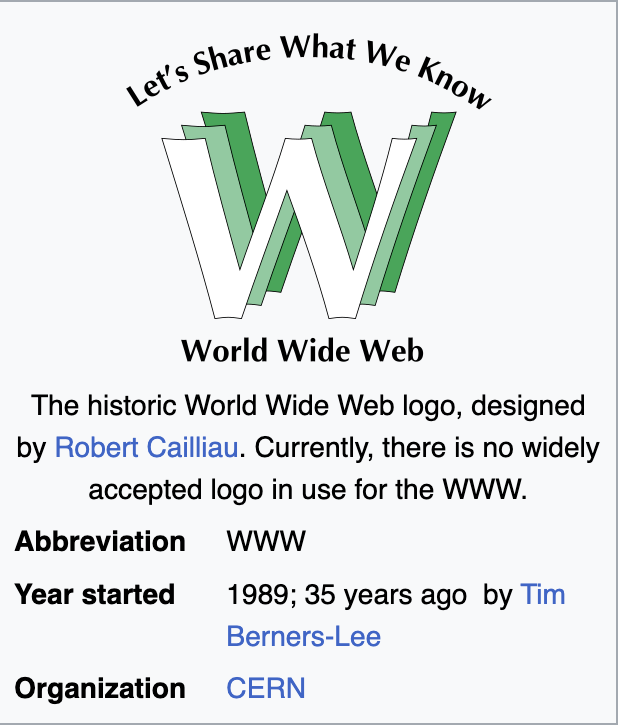 Let's Share What We Know
World Wide Web
The historic World Wide Web logo, designed
by Robert Cailliau. Currently, there is no widely
accepted logo in use for the WWW.
Abbreviation WWW
Year started 1989; 35 years ago by Tim
Berners-Lee
Organization CERN